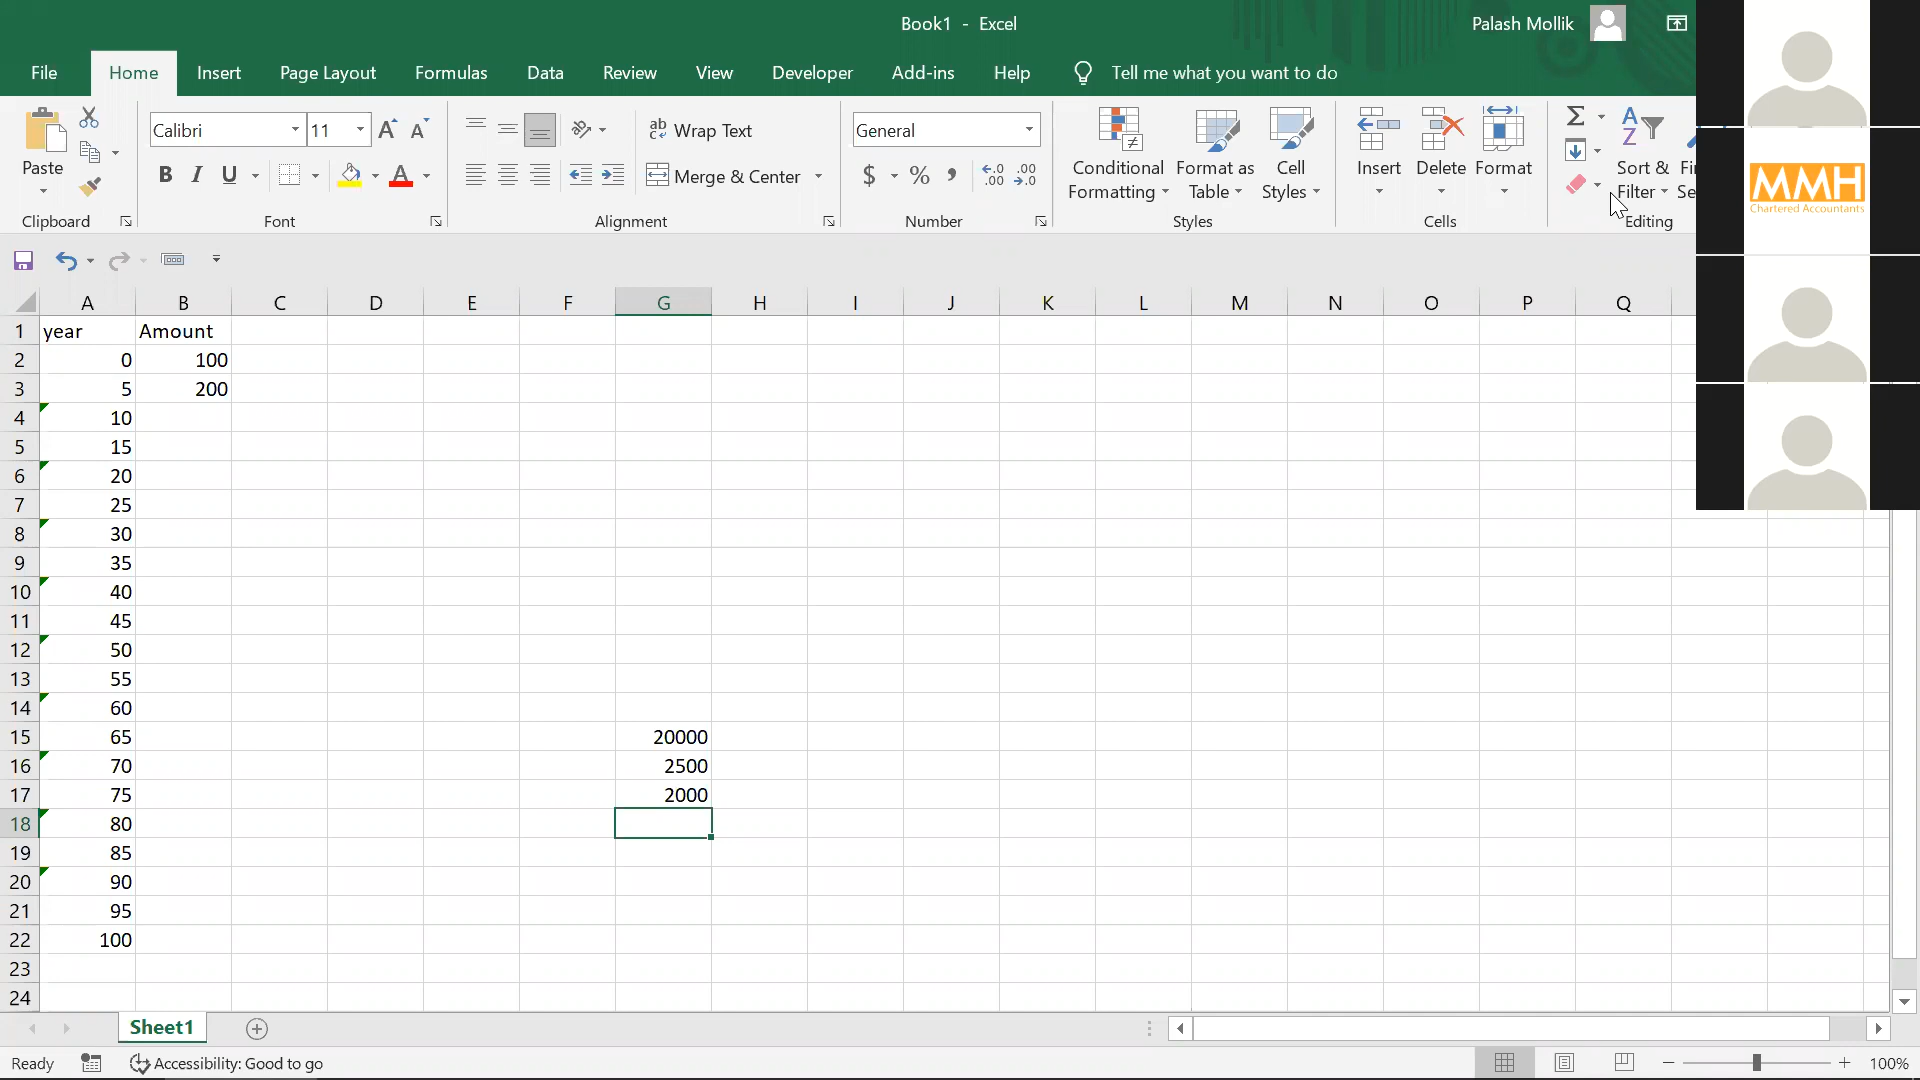 Book1 - Excel
Palash Mollik
File Home Insert Page Layout Formulas Data Review View Developer Add-ins Help Tell me what you want to do
Paste
Clipboard
Calibri 11
B I U
Font
Wrap Text
Merge & Center
Alignment
General
$ % ,
Number
Conditional Formatting
Format as Table
Cell Styles
Styles
Insert Delete Format
Cells
Sort & Filter
Editing
MMH
Chartered Accountants
A B C D E F G H I J K L M N O P Q
1 year Amount
2 0 100
3 5 200
4 10
5 15
6 20
7 25
8 30
9 35
10 40
11 45
12 50
13 55
14 60
15 65 20000
16 70 2500
17 75 2000
18 80
19 85
20 90
21 95
22 100
23
24
Sheet1
Ready Accessibility: Good to go 100%